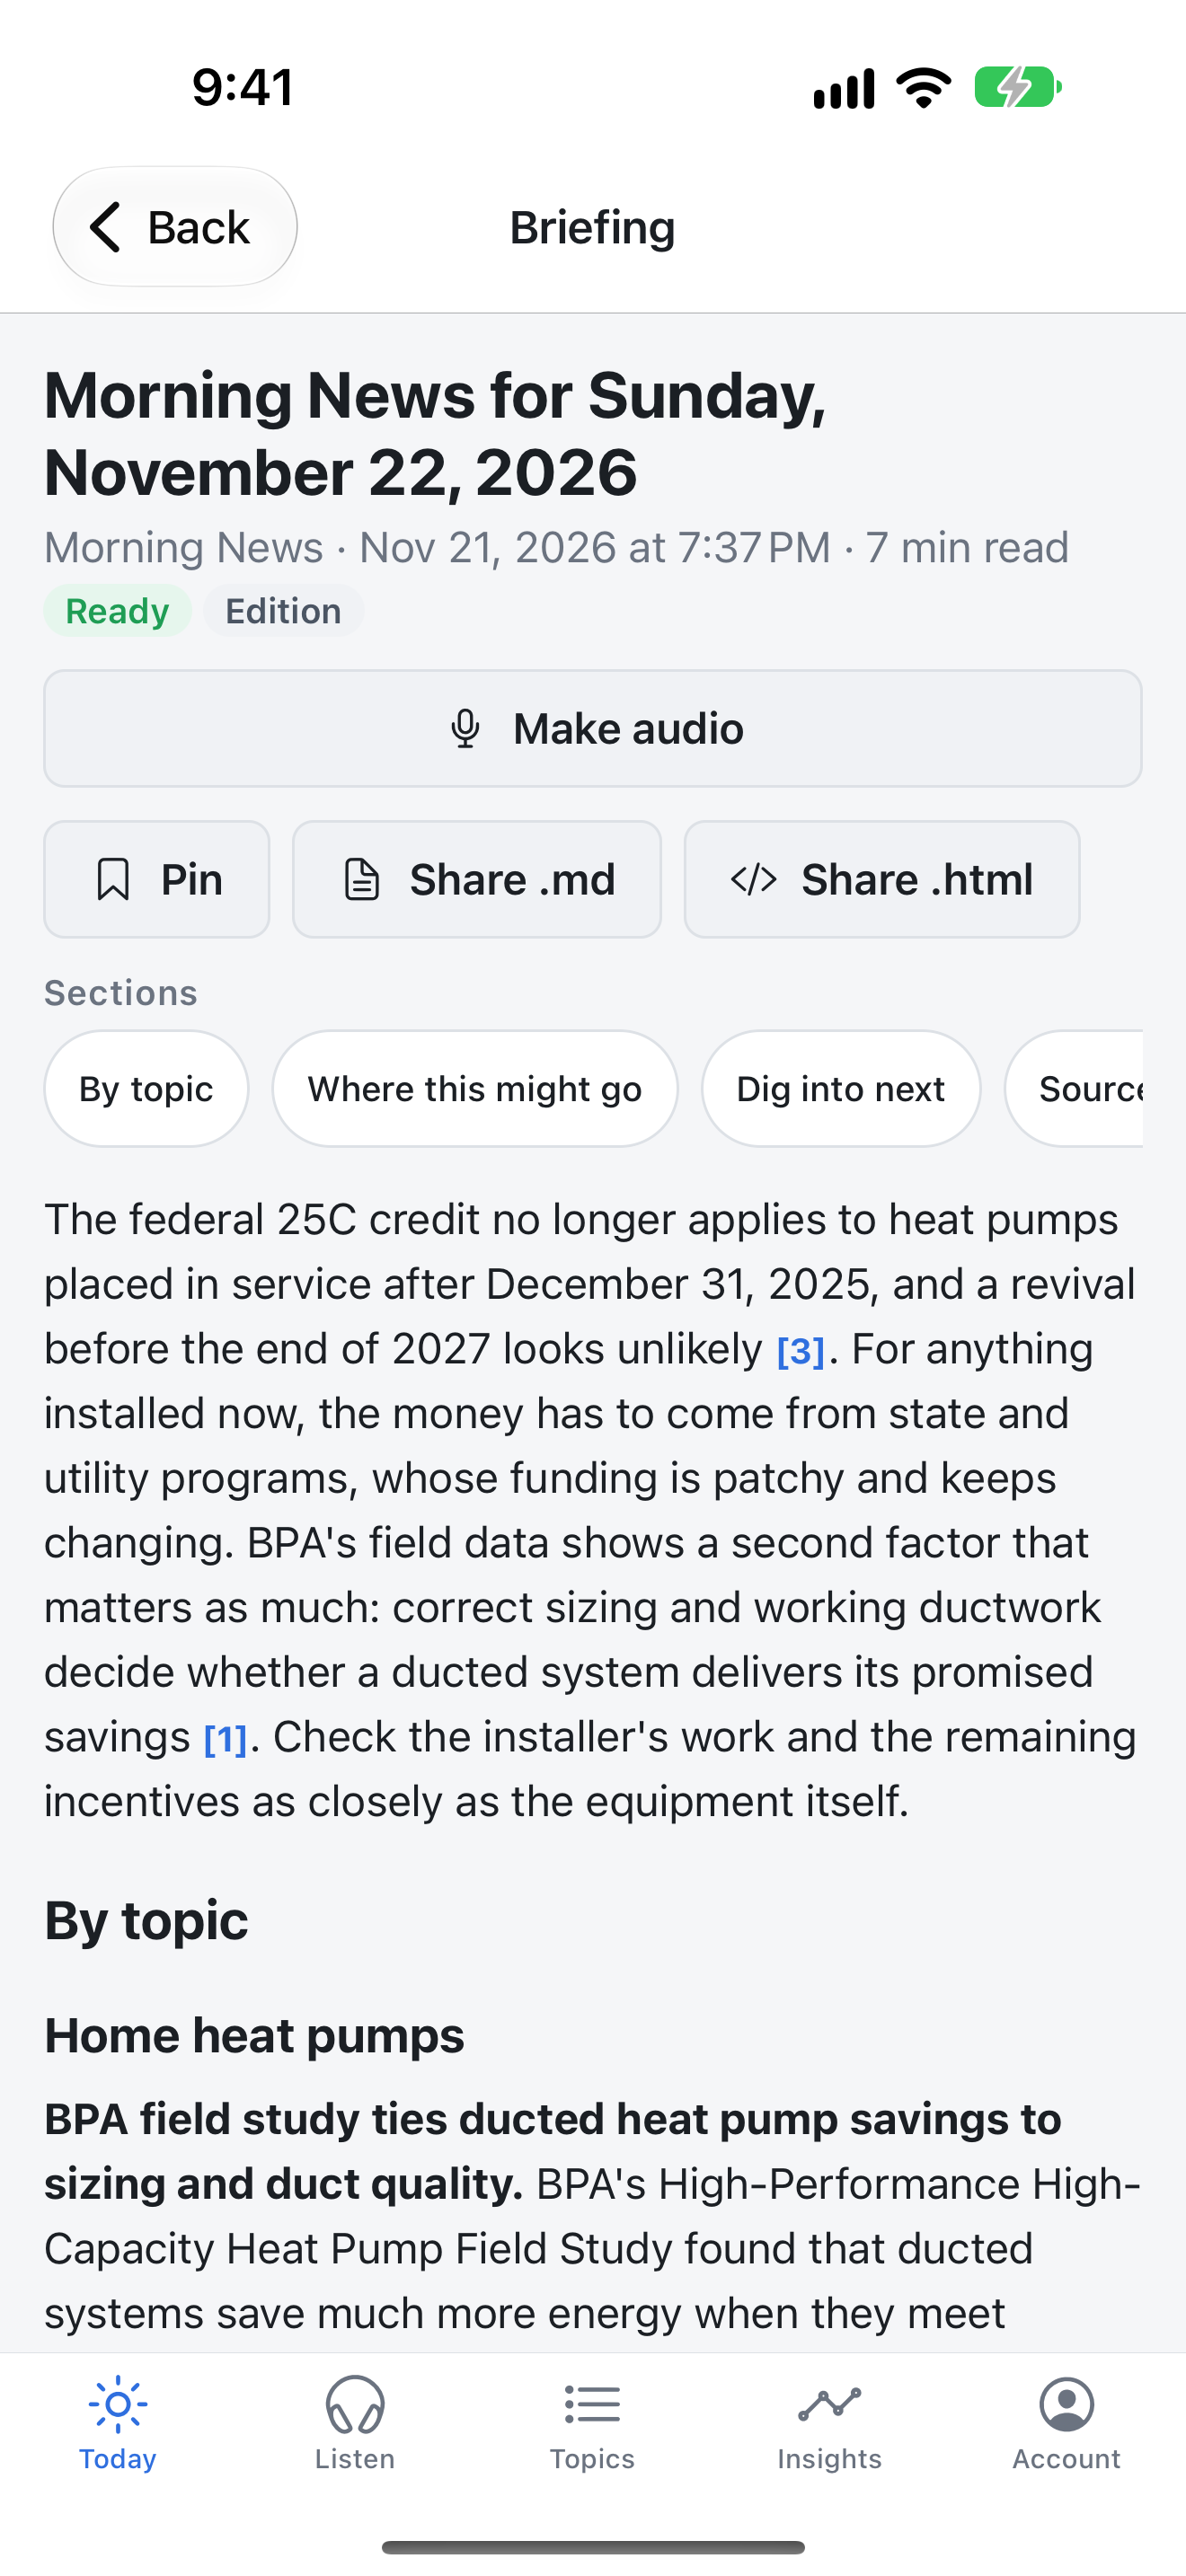 9:41
Back
Briefing
Morning News for Sunday,
November 22, 2026
Morning News · Nov 21, 2026 at 7:37 PM · 7 min read
Ready
Edition
Make audio
Pin
Share .md
Share .html
Sections
By topic
Where this might go
Dig into next
The federal 25C credit no longer applies to heat pumps
placed in service after December 31, 2025, and a revival
before the end of 2027 looks unlikely [3]. For anything
installed now, the money has to come from state and
utility programs, whose funding is patchy and keeps
changing. BPA's field data shows a second factor that
matters as much: correct sizing and working ductwork
decide whether a ducted system delivers its promised
savings [1]. Check the installer's work and the remaining
incentives as closely as the equipment itself.
By topic
Home heat pumps
BPA field study ties ducted heat pump savings to
sizing and duct quality. BPA's High-Performance High-
Capacity Heat Pump Field Study found that ducted
systems save much more energy when they meet
Today
Listen
Topics
Insights
Account